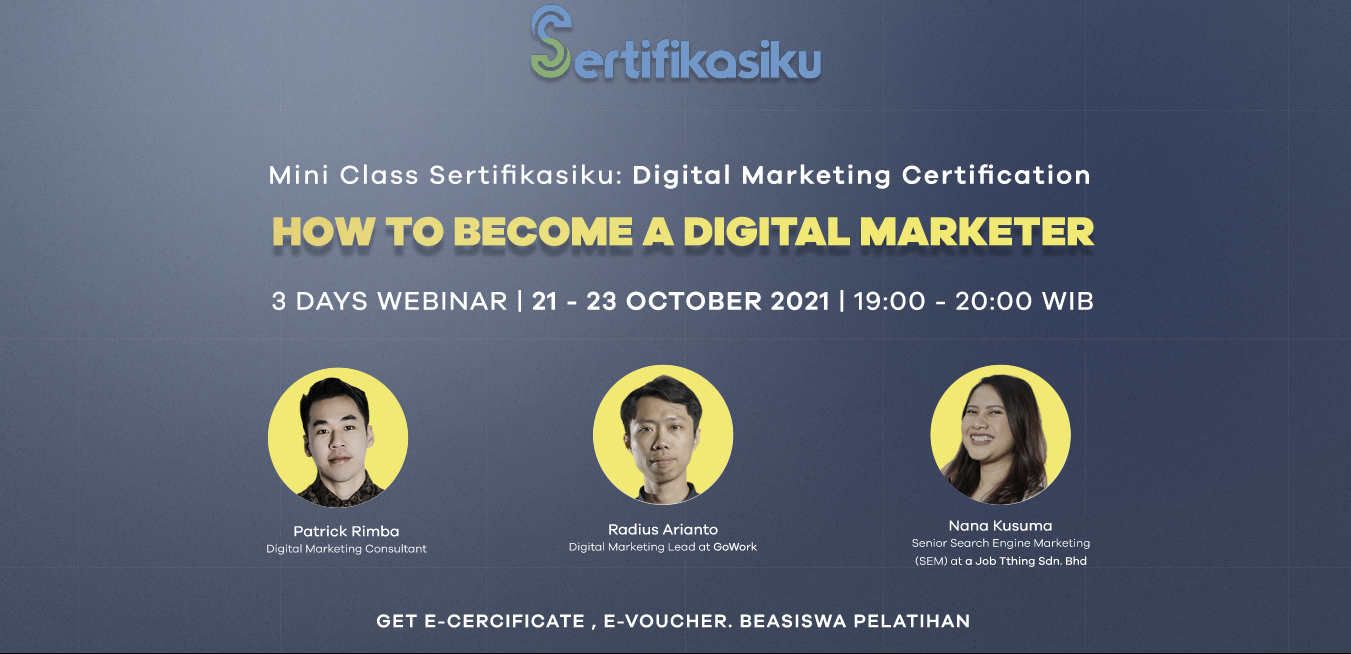 Sertifikasiku
Mini Class Sertifikasiku: Digital Marketing Certification
HOW TO BECOME A DIGITAL MARKETER
3 DAYS WEBINAR | 21 - 23 OCTOBER 2021 | 19:00 - 20:00 WIB
Patrick Rimba
Digital Marketing Consultant
Radius Arianto
Digital Marketing Lead at GoWork
Nana Kusuma
Senior Search Engine Marketing
(SEM) at a Job Tthing Sdn. Bhd
GET E-CERCIFICATE , E-VOUCHER. BEASISWA PELATIHAN